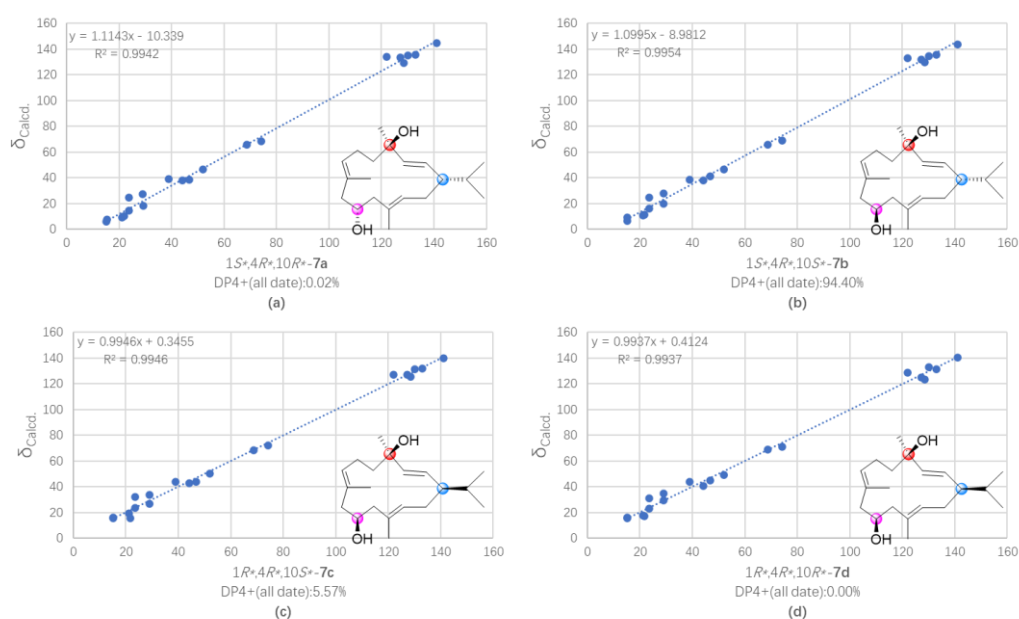 160
y = 1.1143x - 10.339
R² = 0.9942
140
120
100
80
60
40
20
0
δCalcd.
OH
OH
0 20 40 60 80 100 120 140 160
1S*,4R*,10R*-7a
DP4+(all date):0.02%
(a)
160
y = 1.0995x - 8.9812
R² = 0.9954
140
120
100
80
60
40
20
0
δCalcd.
OH
OH
0 20 40 60 80 100 120 140 160
1S*,4R*,10S*-7b
DP4+(all date):94.40%
(b)
160
y = 0.9946x + 0.3455
R² = 0.9946
140
120
100
80
60
40
20
0
δCalcd.
OH
OH
0 20 40 60 80 100 120 140 160
1R*,4R*,10S*-7c
DP4+(all date):5.57%
(c)
160
y = 0.9937x + 0.4124
R² = 0.9937
140
120
100
80
60
40
20
0
δCalcd.
OH
OH
0 20 40 60 80 100 120 140 160
1R*,4R*,10R*-7d
DP4+(all date):0.00%
(d)